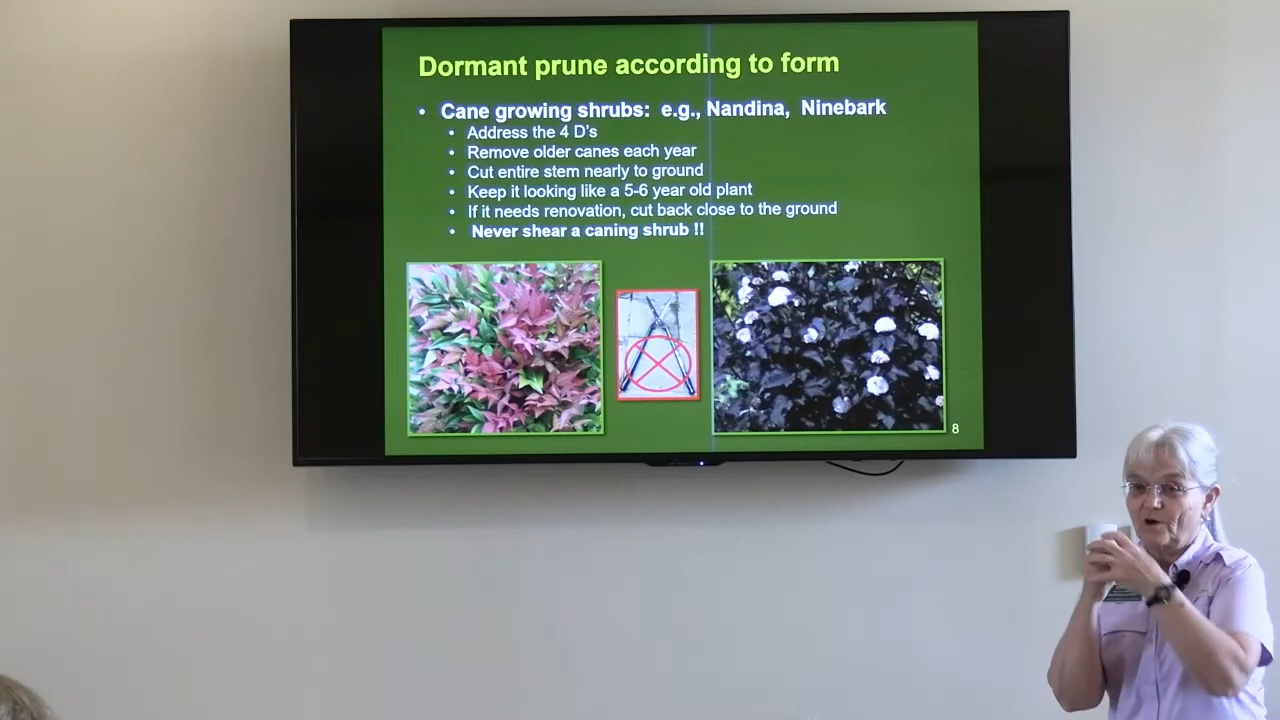 Dormant prune according to form
• Cane growing shrubs: e.g., Nandina, Ninebark
• Address the 4 D's
• Remove older canes each year
• Cut entire stem nearly to ground
• Keep it looking like a 5-6 year old plant
• If it needs renovation, cut back close to the ground
• Never shear a caning shrub !!
8